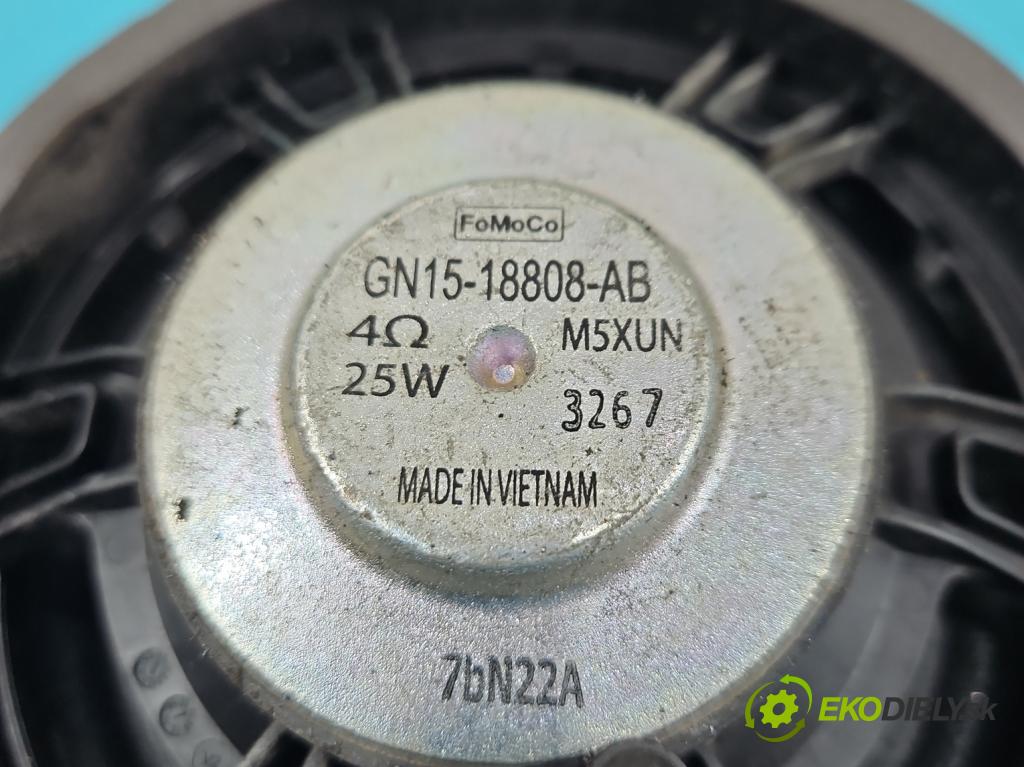 FoMoCo
GN15-18808-AB
4Ω M5XUN
25W 3267
MADE IN VIETNAM
7bN22A
EKODIELY.sk